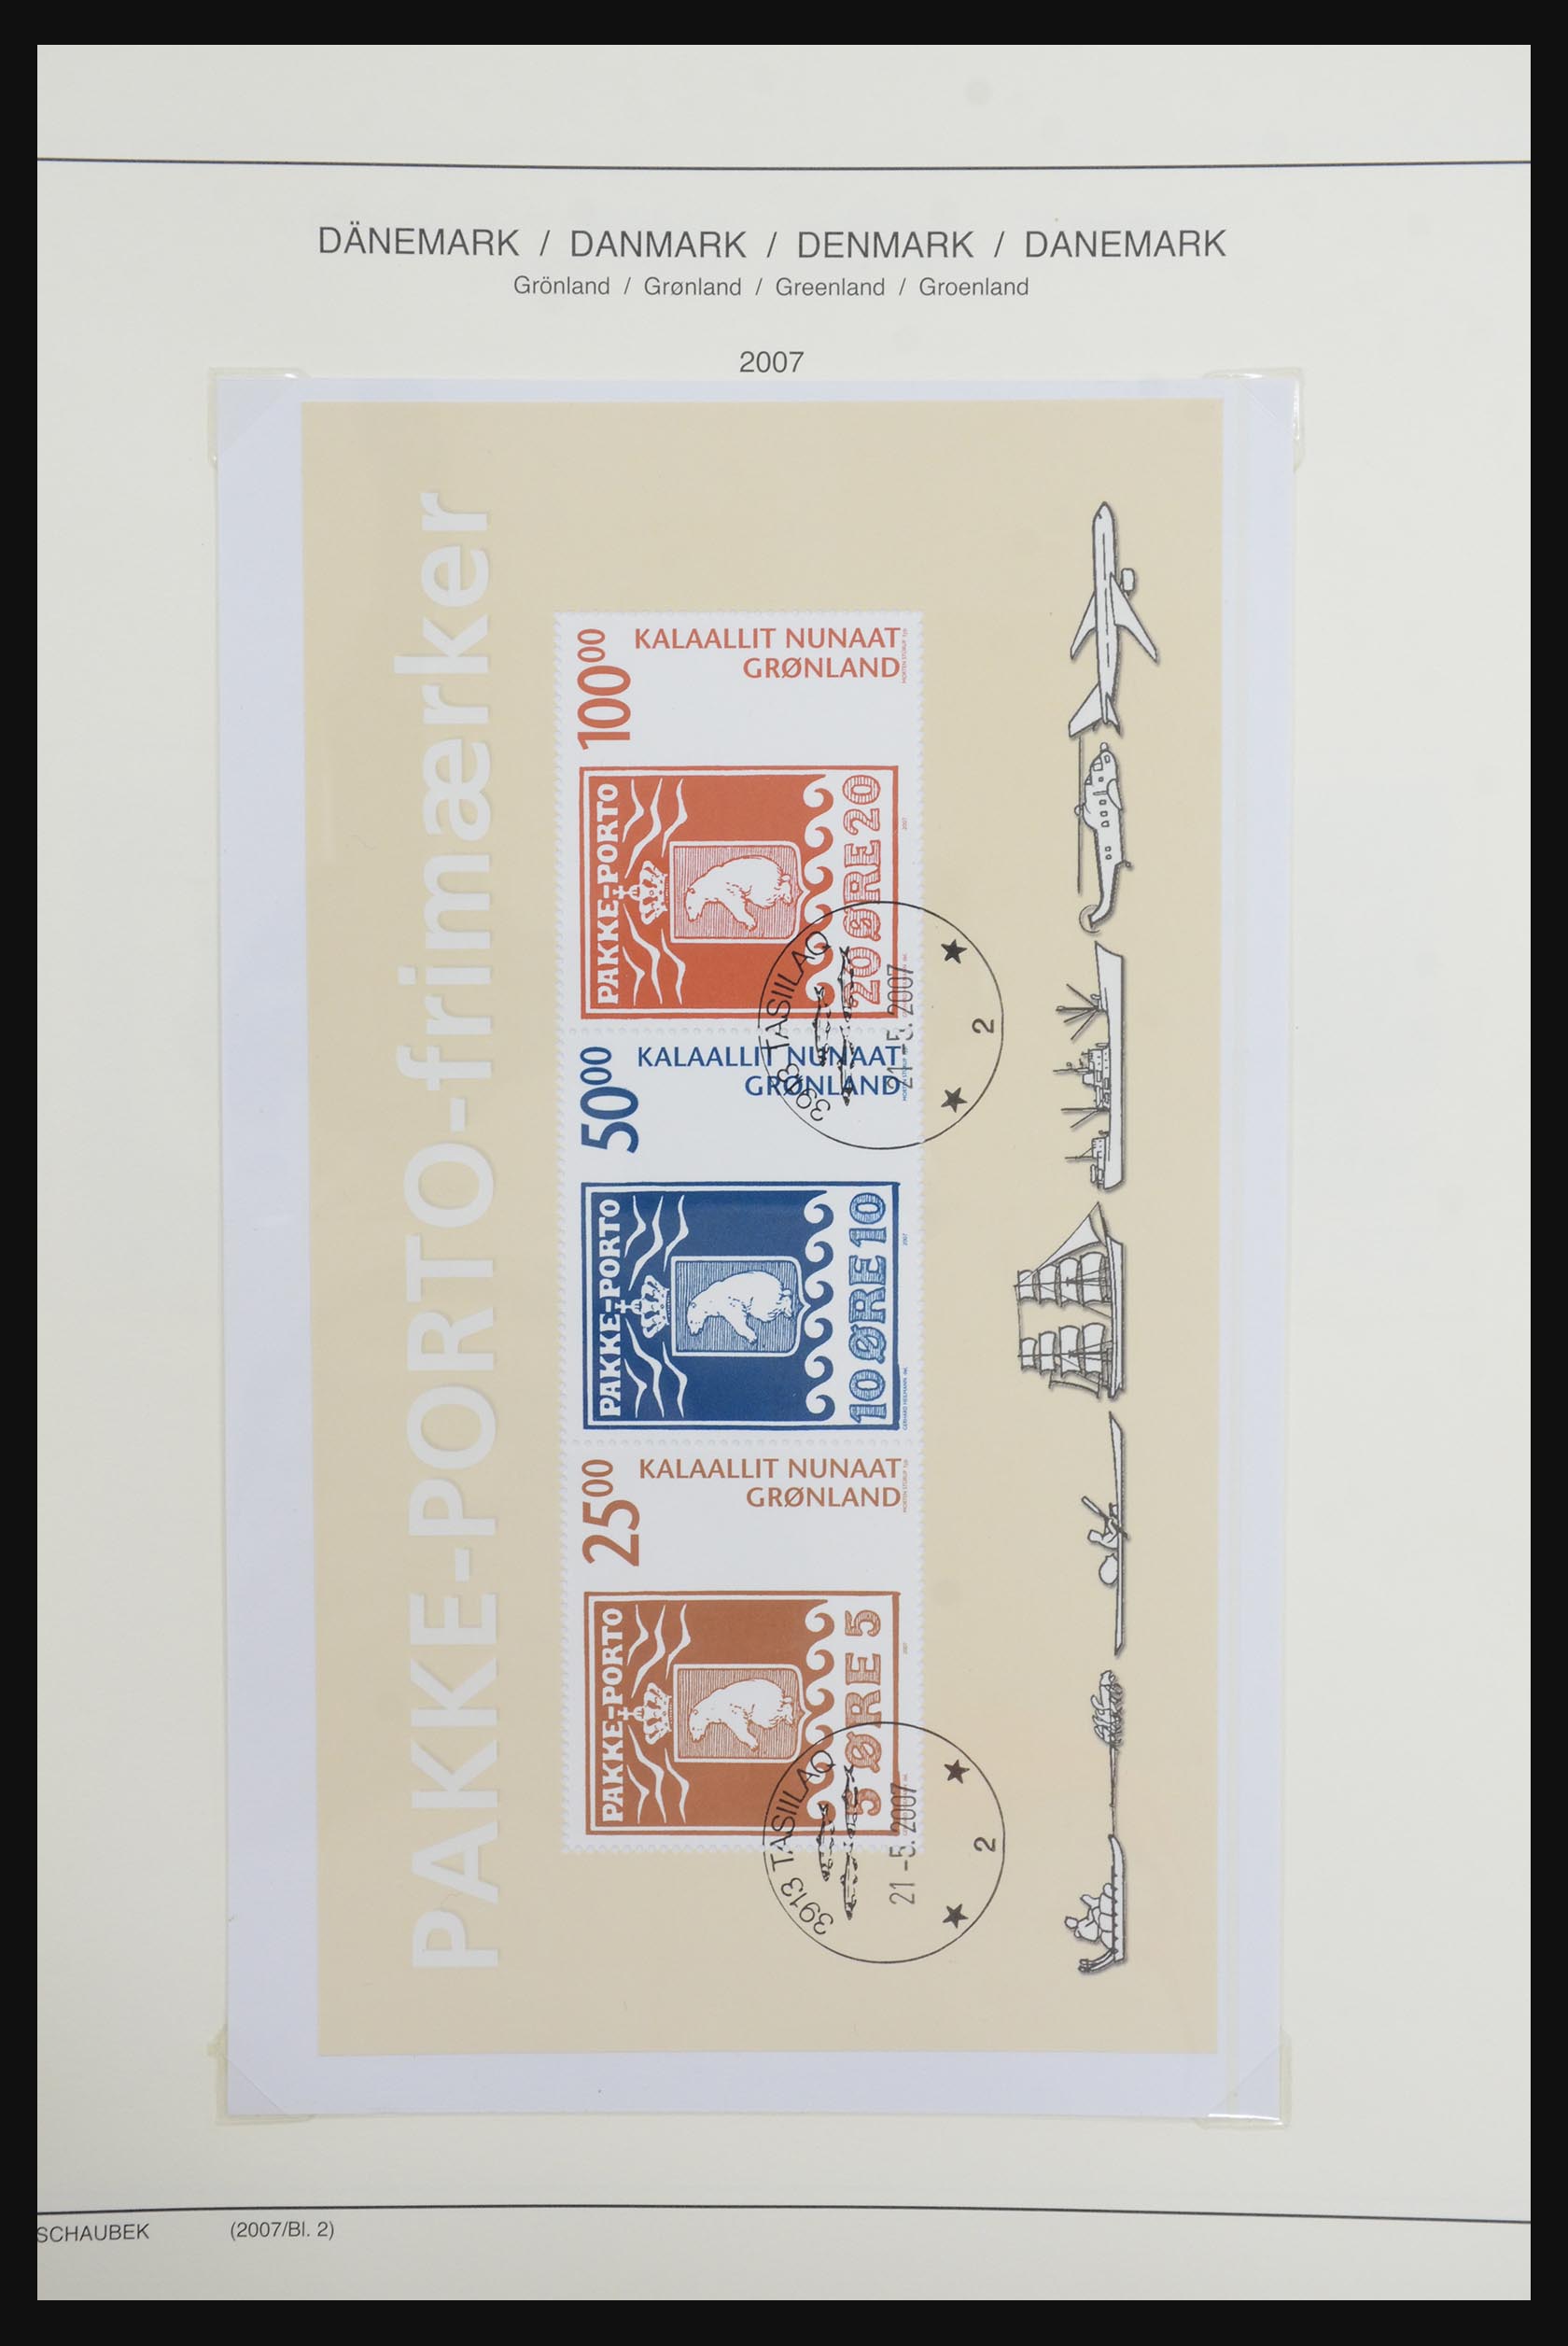 DÄNEMARK / DANMARK / DENMARK / DANEMARK
Grönland / Grønland / Greenland / Groenland
2007
PAKKE-PORTO-frimærker
100 00
KALAALLIT NUNAAT
GRØNLAND
PAKKE-PORTO
20 ØRE 20
3913 TASIILAQ
21-5.2007
2
50 00
KALAALLIT NUNAAT
GRØNLAND
PAKKE-PORTO
10 ØRE 10
25 00
KALAALLIT NUNAAT
GRØNLAND
PAKKE-PORTO
5 ØRE 5
3913 TASIILAQ
21-5.2007
2
SCHAUBEK (2007/Bl. 2)